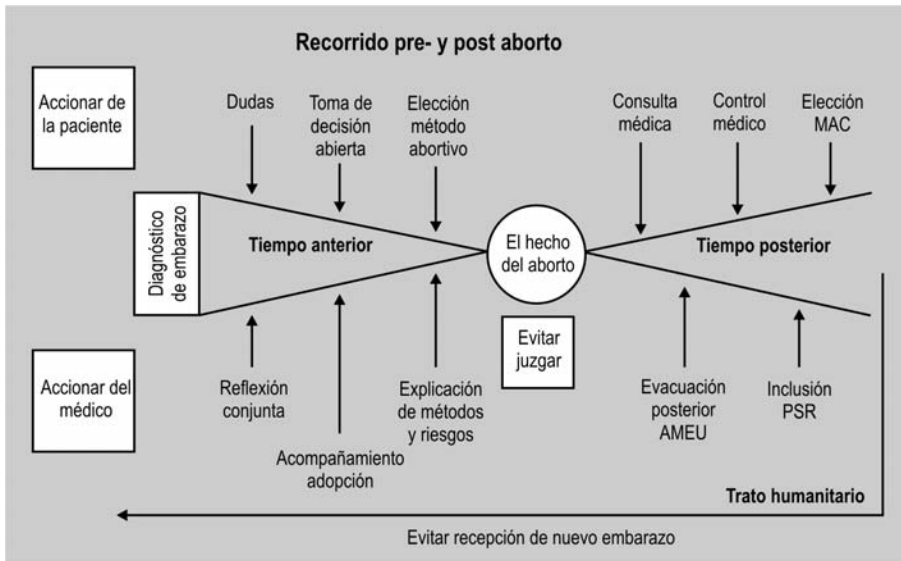 Recorrido pre- y post aborto
Accionar de
la paciente
Dudas
Toma de
decisión
abierta
Elección
método
abortivo
Consulta
médica
Control
médico
Elección
MAC
Diagnóstico
de embarazo
Tiempo anterior
El hecho
del aborto
Tiempo posterior
Evitar
juzgar
Accionar del
médico
Reflexión
conjunta
Acompañamiento
adopción
Explicación
de métodos
y riesgos
Evacuación
posterior
AMEU
Inclusión
PSR
Trato humanitario
Evitar recepción de nuevo embarazo